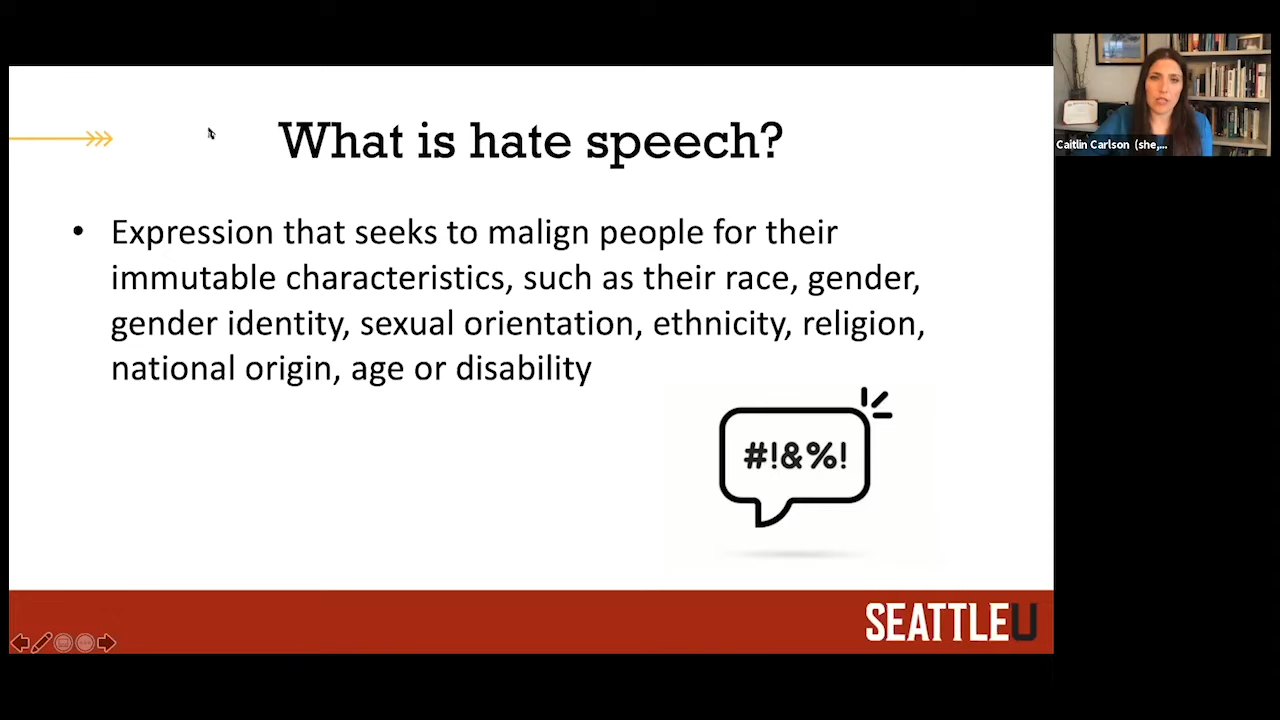 What is hate speech?
• Expression that seeks to malign people for their
immutable characteristics, such as their race, gender,
gender identity, sexual orientation, ethnicity, religion,
national origin, age or disability
#!&%!
SEATTLEU
Caitlin Carlson (she,...